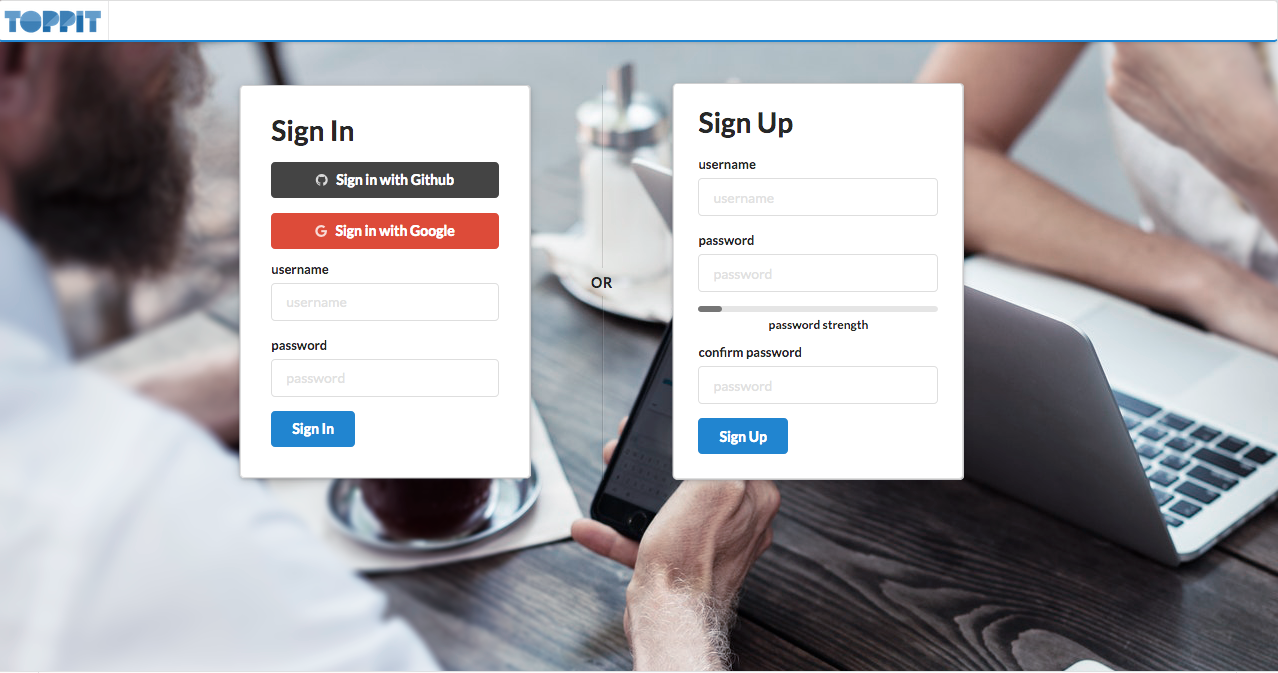 TOPPIT
Sign In
Sign in with Github
Sign in with Google
username
username
password
password
Sign In
OR
Sign Up
username
username
password
password
password strength
confirm password
password
Sign Up